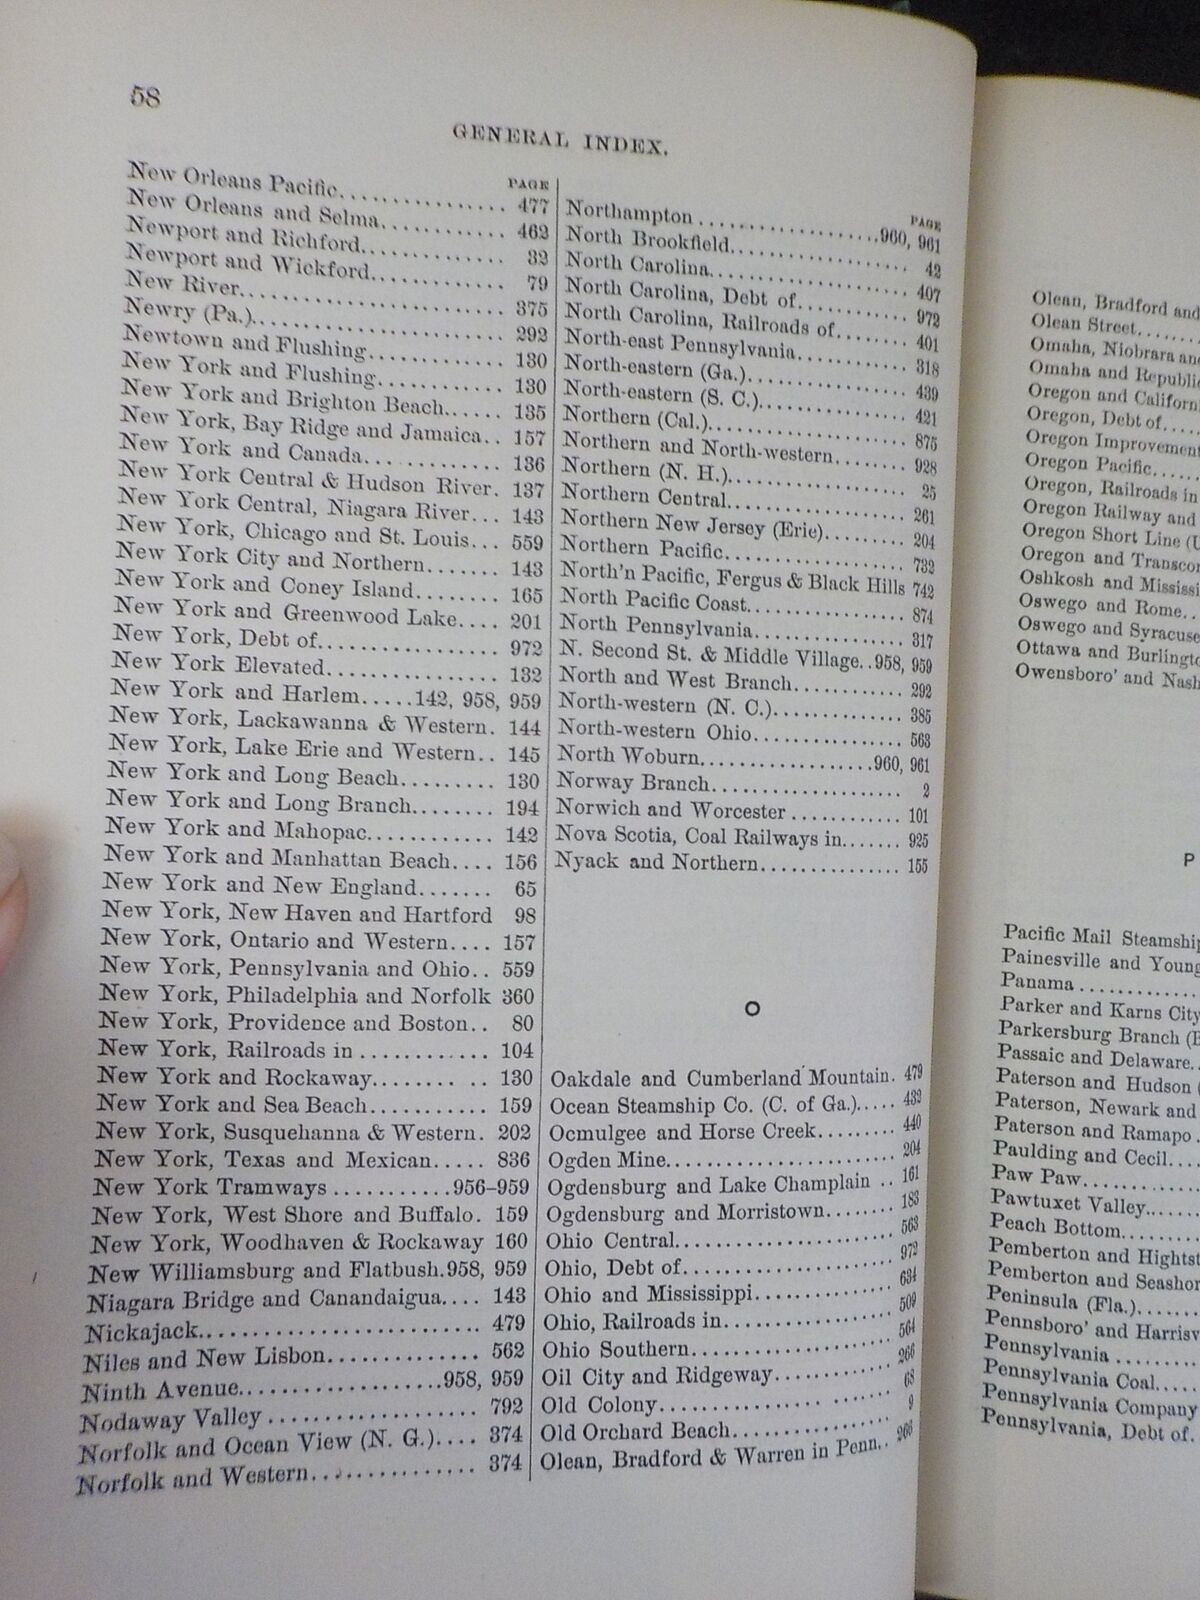 58
GENERAL INDEX.
PAGE
New Orleans Pacific................ 477
New Orleans and Selma............ 462
Newport and Richford............. 32
Newport and Wickford............ 79
New River........................ 375
Newry (Pa.)...................... 292
Newtown and Flushing............ 130
New York and Flushing........... 130
New York and Brighton Beach...... 135
New York, Bay Ridge and Jamaica.. 157
New York and Canada............. 136
New York Central & Hudson River. 137
New York Central, Niagara River... 143
New York, Chicago and St. Louis... 559
New York City and Northern....... 143
New York and Coney Island........ 165
New York and Greenwood Lake.... 201
New York, Debt of................ 972
New York Elevated................ 132
New York and Harlem.....142, 958, 959
New York, Lackawanna & Western. 144
New York, Lake Erie and Western.. 145
New York and Long Beach......... 130
New York and Long Branch........ 194
New York and Mahopac............ 142
New York and Manhattan Beach.... 156
New York and New England....... 65
New York, New Haven and Hartford 98
New York, Ontario and Western.... 157
New York, Pennsylvania and Ohio.. 559
New York, Philadelphia and Norfolk 360
New York, Providence and Boston.. 80
New York, Railroads in ............ 104
New York and Rockaway.......... 130
New York and Sea Beach........... 159
New York, Susquehanna & Western. 202
New York, Texas and Mexican..... 836
New York Tramways ............956-959
New York, West Shore and Buffalo. 159
New York, Woodhaven & Rockaway 160
New Williamsburg and Flatbush.958, 959
Niagara Bridge and Canandaigua.... 143
Nickajack......................... 479
Niles and New Lisbon.............. 562
Ninth Avenue....................958, 959
Nodaway Valley .................. 792
Norfolk and Ocean View (N. G.).... 374
Norfolk and Western.............. 374
PAGE
Northampton ...................960, 961
North Brookfield.................. 42
North Carolina.................... 407
North Carolina, Debt of........... 972
North Carolina, Railroads of....... 401
North-east Pennsylvania........... 318
North-eastern (Ga.)............... 439
North-eastern (S. C.).............. 421
Northern (Cal.)................... 875
Northern and North-western........ 928
Northern (N. H.).................. 25
Northern Central.................. 261
Northern New Jersey (Erie)......... 204
Northern Pacific................... 732
North'n Pacific, Fergus & Black Hills 742
North Pacific Coast................ 874
North Pennsylvania................ 317
N. Second St. & Middle Village..958, 959
North and West Branch............ 292
North-western (N. C.)............. 385
North-western Ohio................ 563
North Woburn..................960, 961
Norway Branch.................... 2
Norwich and Worcester ............ 101
Nova Scotia, Coal Railways in....... 925
Nyack and Northern............... 155
O
Oakdale and Cumberland Mountain. 479
Ocean Steamship Co. (C. of Ga.)..... 432
Ocmulgee and Horse Creek......... 440
Ogden Mine....................... 204
Ogdensburg and Lake Champlain .. 161
Ogdensburg and Morristown........ 183
Ohio Central...................... 563
Ohio, Debt of..................... 972
Ohio and Mississippi.............. 634
Ohio, Railroads in................. 509
Ohio Southern.................... 564
Oil City and Ridgeway............. 266
Old Colony....................... 68
Old Orchard Beach................ 9
Olean, Bradford & Warren in Penn.. 266
Olean, Bradford and
Olean Street.......
Omaha, Niobrara and
Omaha and
Oregon and
Oregon, Debt of....
Oregon Improvement
Oregon Pacific.....
Oregon, Railroads in
Oregon Railway and
Oregon Short Line
Oregon and
Oshkosh and
Oswego and Rome..
Oswego and Syracuse
Ottawa and
Owensboro' and
P
Pacific Mail
Painesville and
Panama ............
Parker and Karns City
Parkersburg Branch
Passaic and Delaware..
Paterson and Hudson
Paterson, Newark and
Paterson and Ramapo .
Paulding and Cecil....
Paw Paw............
Pawtuxet Valley......
Peach Bottom........
Pemberton and
Pemberton and
Peninsula (Fla.).......
Pennsboro' and
Pennsylvania .........
Pennsylvania Coal.....
Pennsylvania Company
Pennsylvania, Debt of.